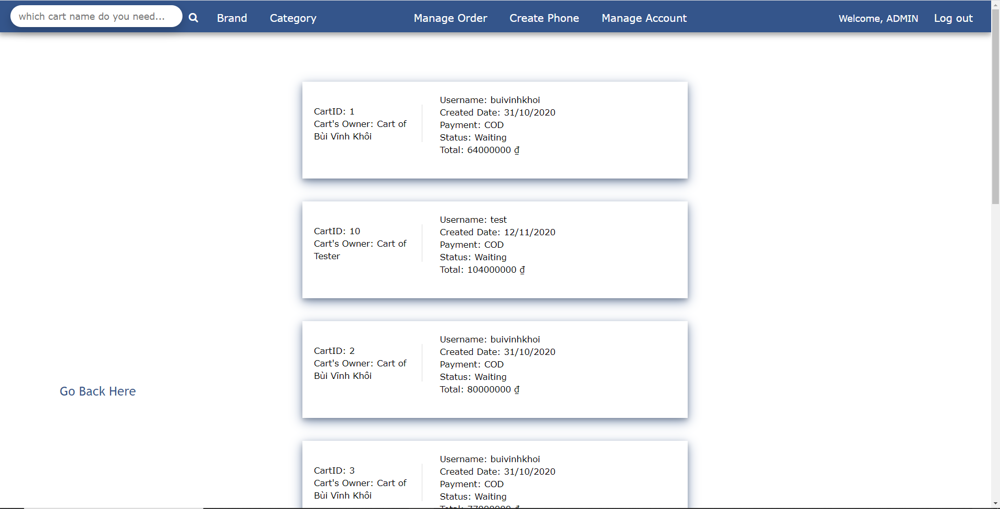 which cart name do you need...
Brand
Category
Manage Order
Create Phone
Manage Account
Welcome, ADMIN
Log out
CartID: 1
Cart's Owner: Cart of
Bùi Vĩnh Khôi
Username: buivinhkhoi
Created Date: 31/10/2020
Payment: COD
Status: Waiting
Total: 64000000 ₫
CartID: 10
Cart's Owner: Cart of
Tester
Username: test
Created Date: 12/11/2020
Payment: COD
Status: Waiting
Total: 104000000 ₫
CartID: 2
Cart's Owner: Cart of
Bùi Vĩnh Khôi
Username: buivinhkhoi
Created Date: 31/10/2020
Payment: COD
Status: Waiting
Total: 80000000 ₫
Go Back Here
CartID: 3
Cart's Owner: Cart of
Bùi Vĩnh Khôi
Username: buivinhkhoi
Created Date: 31/10/2020
Payment: COD
Status: Waiting
Total: 77000000 ₫